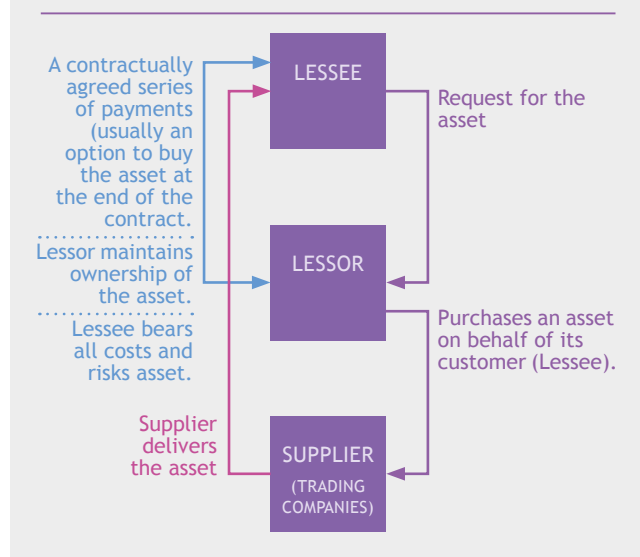 LESSEE
A contractually
agreed series
of payments
(usually an
option to buy
the asset at
the end of the
contract.
Lessor maintains
ownership of
the asset.
Lessee bears
all costs and
risks asset.
Request for the
asset
LESSOR
Purchases an asset
on behalf of its
customer (Lessee).
Supplier
delivers
the asset
SUPPLIER
(TRADING
COMPANIES)